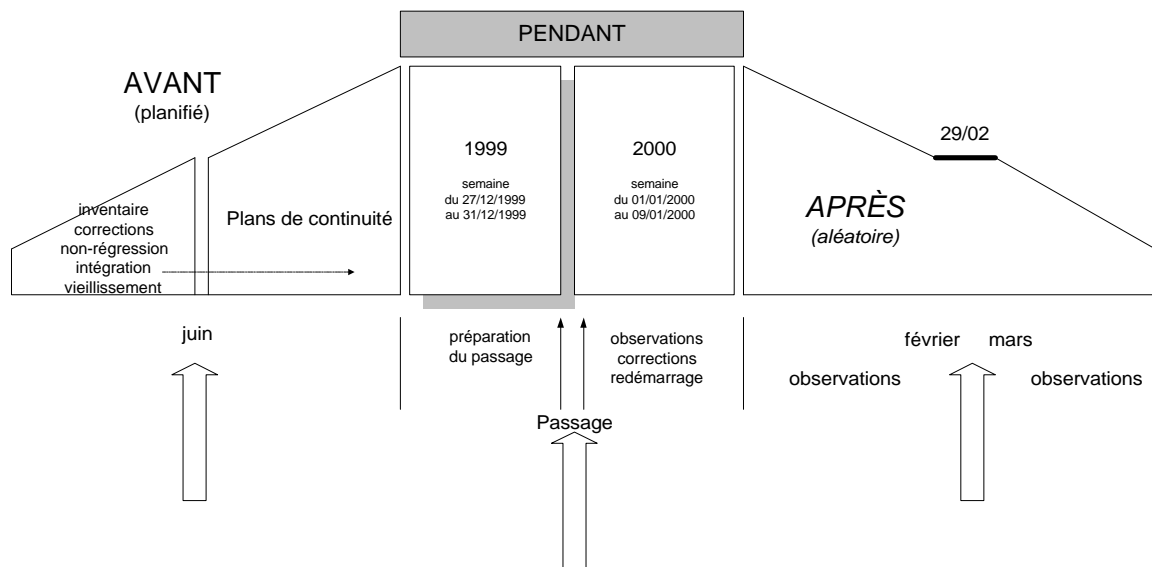 PENDANT
AVANT
(planifié)
inventaire
corrections
non-régression
intégration
vieillissement
Plans de continuité
1999
semaine
du 27/12/1999
au 31/12/1999
2000
semaine
du 01/01/2000
au 09/01/2000
29/02
APRÈS
(aléatoire)
juin
préparation
du passage
observations
corrections
redémarrage
Passage
février mars
observations observations